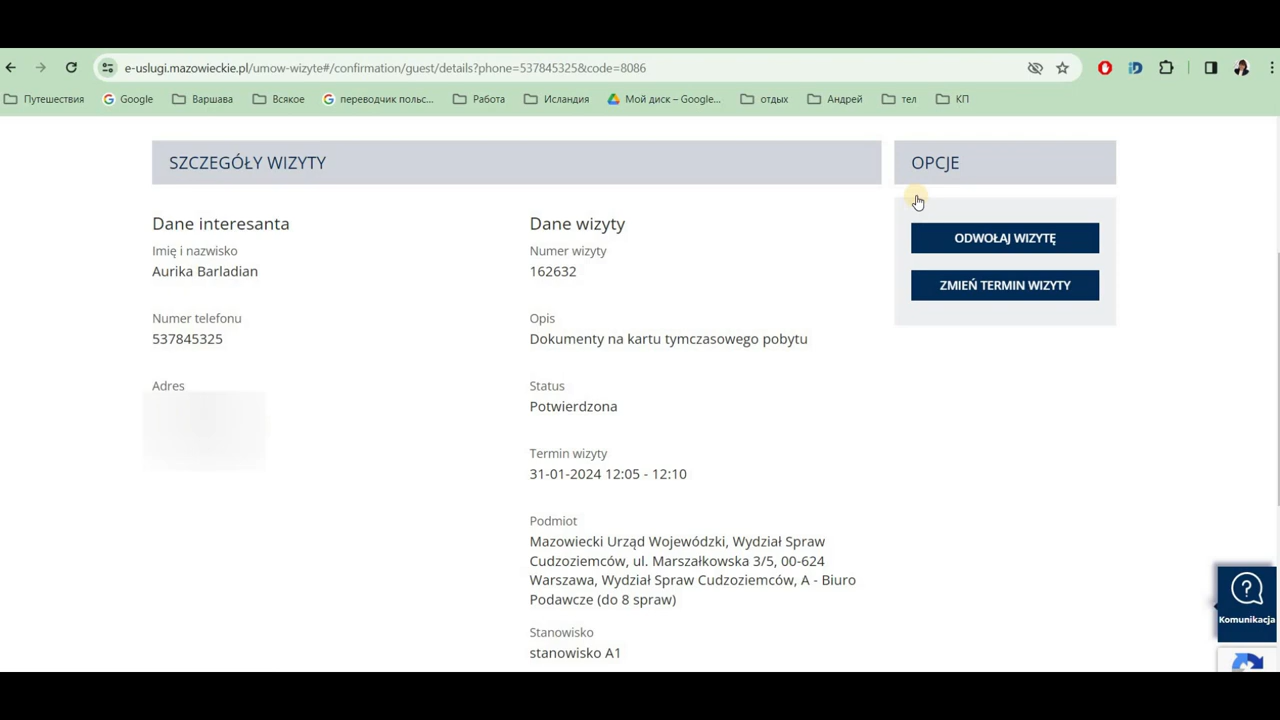 e-uslugi.mazowieckie.pl/umow-wizyte#/confirmation/guest/details?phone=537845325&code=8086
Путешествия Google Варшава Всякое переводчик польс... Работа Исландия Мой диск – Google... отдых Андрей тел КП
SZCZEGÓŁY WIZYTY
OPCJE
Dane interesanta
Imię i nazwisko
Aurika Barladian
Numer telefonu
537845325
Adres
Dane wizyty
Numer wizyty
162632
Opis
Dokumenty na kartu tymczasowego pobytu
Status
Potwierdzona
Termin wizyty
31-01-2024 12:05 - 12:10
Podmiot
Mazowiecki Urząd Wojewódzki, Wydział Spraw
Cudzoziemców, ul. Marszałkowska 3/5, 00-624
Warszawa, Wydział Spraw Cudzoziemców, A - Biuro
Podawcze (do 8 spraw)
Stanowisko
stanowisko A1
ODWOŁAJ WIZYTĘ
ZMIEŃ TERMIN WIZYTY
Komunikacja